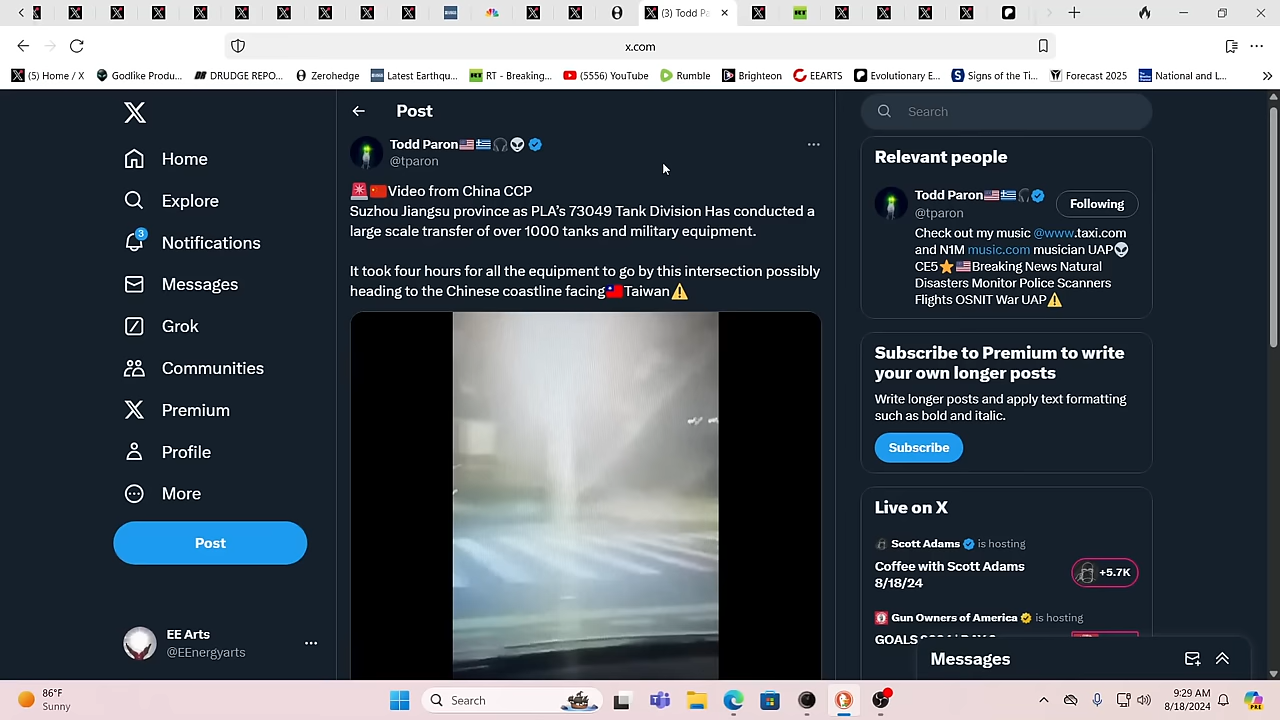 (3) Todd Pa
x.com
(5) Home / X
Godlike Produ...
DRUDGE REPO...
Zerohedge
Latest Earthqu...
RT - Breaking...
(5556) YouTube
Rumble
Brighteon
EEARTS
Evolutionary E...
Signs of the Ti...
Forecast 2025
National and L...
Home
Explore
3
Notifications
Messages
Grok
Communities
Premium
Profile
More
Post
EE Arts
@EEnergyarts
Post
Todd Paron🇺🇸🇬🇷🎧👽
@tparon
🚨🇨🇳Video from China CCP
Suzhou Jiangsu province as PLA’s 73049 Tank Division Has conducted a
large scale transfer of over 1000 tanks and military equipment.
It took four hours for all the equipment to go by this intersection possibly
heading to the Chinese coastline facing🇹🇼Taiwan⚠️
Search
Relevant people
Todd Paron🇺🇸🇬🇷🎧
@tparon
Following
Check out my music @www.taxi.com
and N1M music.com musician UAP👽
CE5⭐🇺🇸Breaking News Natural
Disasters Monitor Police Scanners
Flights OSNIT War UAP⚠️
Subscribe to Premium to write
your own longer posts
Write longer posts and apply text formatting
such as bold and italic.
Subscribe
Live on X
Scott Adams is hosting
Coffee with Scott Adams
8/18/24
+5.7K
Gun Owners of America is hosting
Messages
86°F
Sunny
Search
9:29 AM
8/18/2024